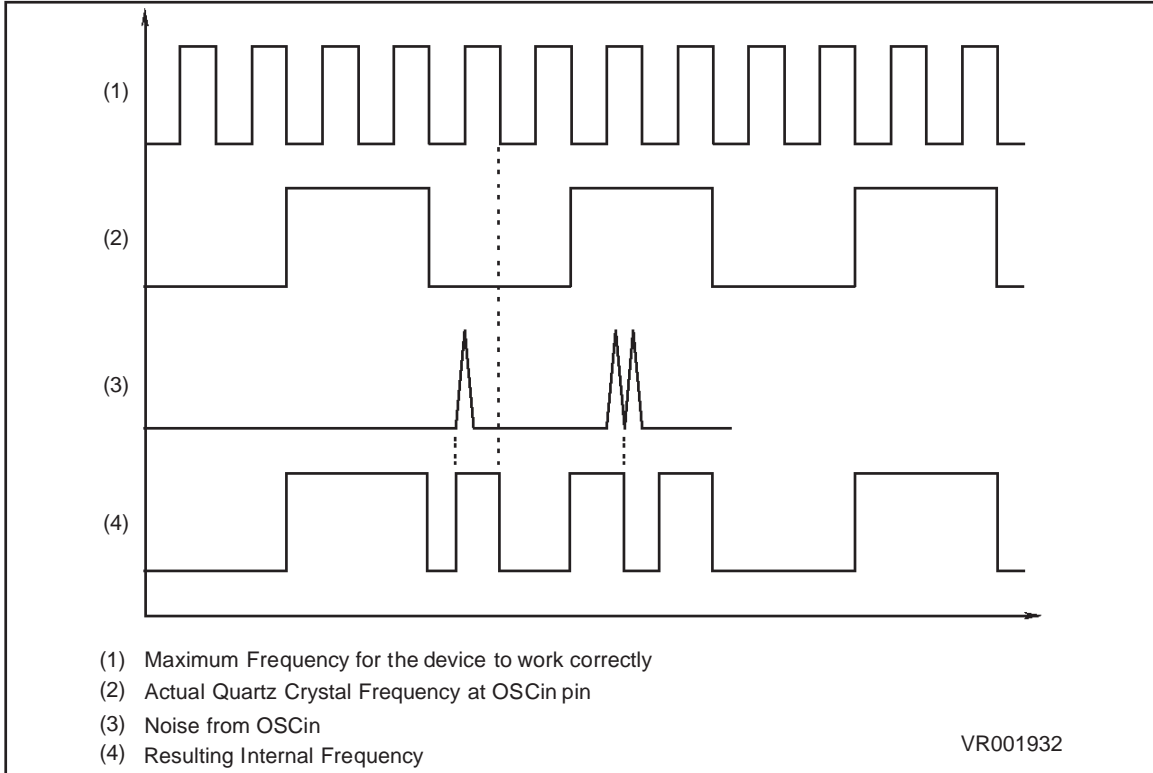 (1)
(2)
(3)
(4)
(1) Maximum Frequency for the device to work correctly
(2) Actual Quartz Crystal Frequency at OSCin pin
(3) Noise from OSCin
(4) Resulting Internal Frequency
VR001932